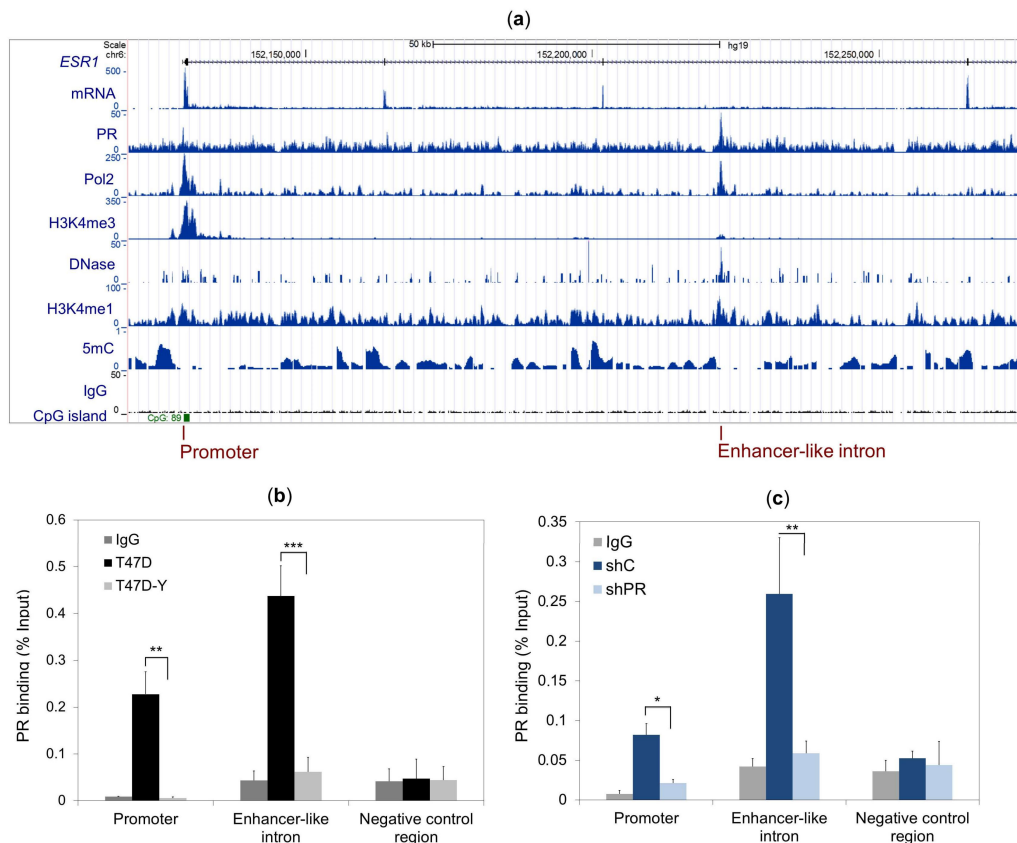 (a)
Scale 50 kb hg19
chr6: 152,150,000 152,200,000 152,250,000
ESR1
500
mRNA
0
50
PR
0
250
Pol2
0
350
H3K4me3
0
50
DNase
0
100
H3K4me1
0
1
5mC
50
IgG
0
CpG island CpG: 89
Promoter Enhancer-like intron
(b)
PR binding (% Input)
0.6
0.5
0.4
0.3
0.2
0.1
0
IgG
T47D
T47D-Y
**
***
Promoter Enhancer-like intron Negative control region
(c)
PR binding (% Input)
0.35
0.3
0.25
0.2
0.15
0.1
0.05
0
IgG
shC
shPR
*
**
Promoter Enhancer-like intron Negative control region